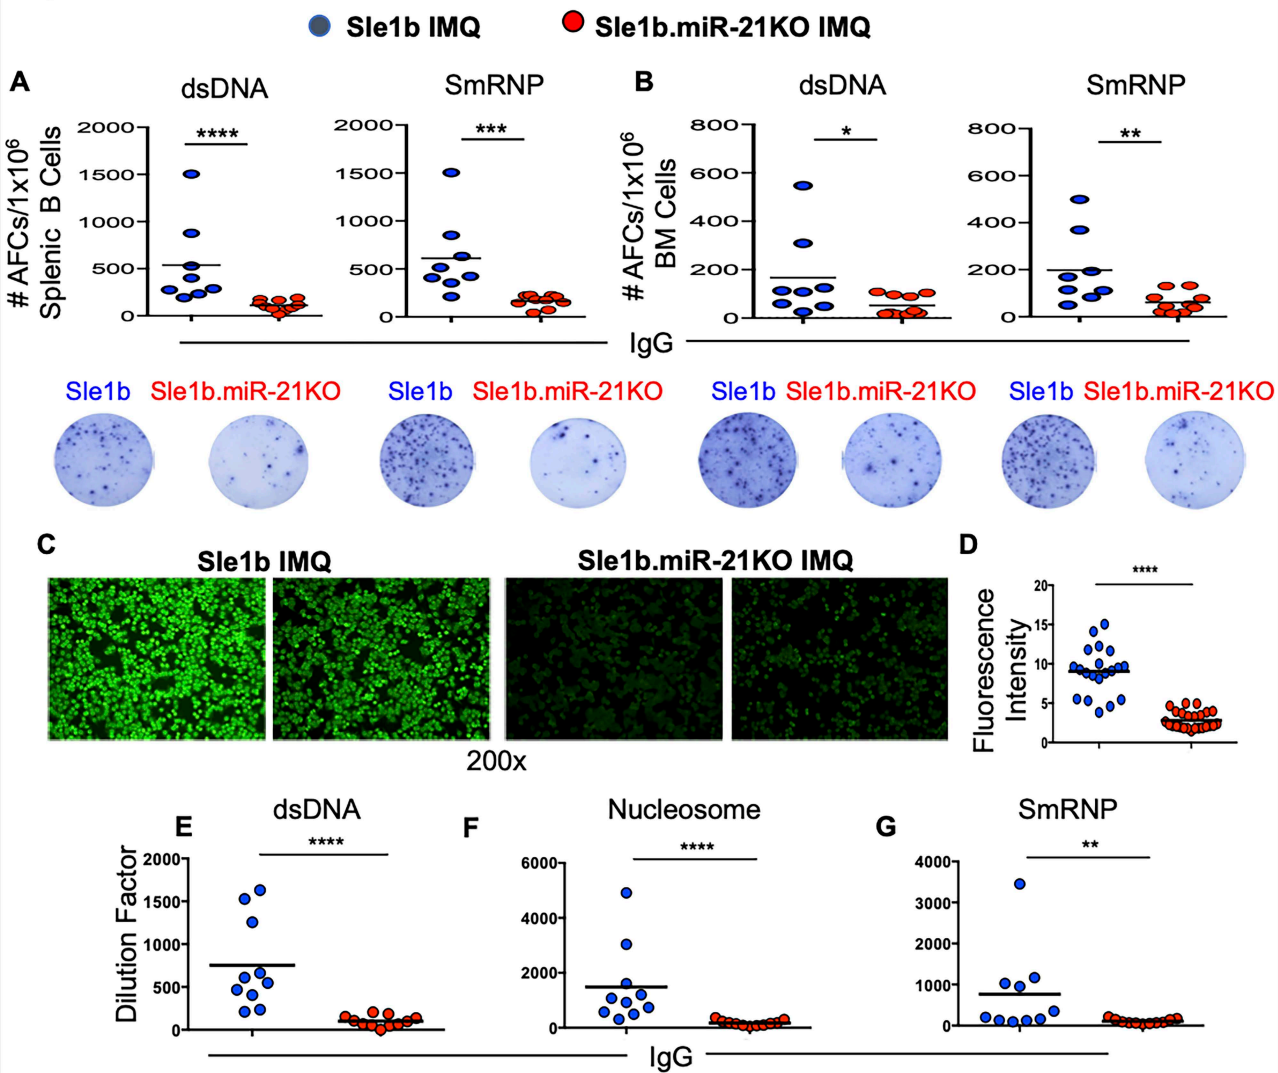 Sle1b IMQ
Sle1b.miR-21KO IMQ
A
dsDNA
SmRNP
B
dsDNA
SmRNP
# AFCs/1x10⁶
Splenic B Cells
2000
1500
1000
500
0
****
2000
1500
1000
500
0
***
# AFCs/1x10⁶
BM Cells
800
600
400
200
0
*
800
600
400
200
0
**
IgG
Sle1b Sle1b.miR-21KO
Sle1b Sle1b.miR-21KO
Sle1b Sle1b.miR-21KO
Sle1b Sle1b.miR-21KO
C
Sle1b IMQ
Sle1b.miR-21KO IMQ
200x
D
Fluorescence
Intensity
20
15
10
5
0
****
E
dsDNA
Dilution Factor
2000
1500
1000
500
0
****
F
Nucleosome
6000
4000
2000
0
****
G
SmRNP
4000
3000
2000
1000
0
**
IgG